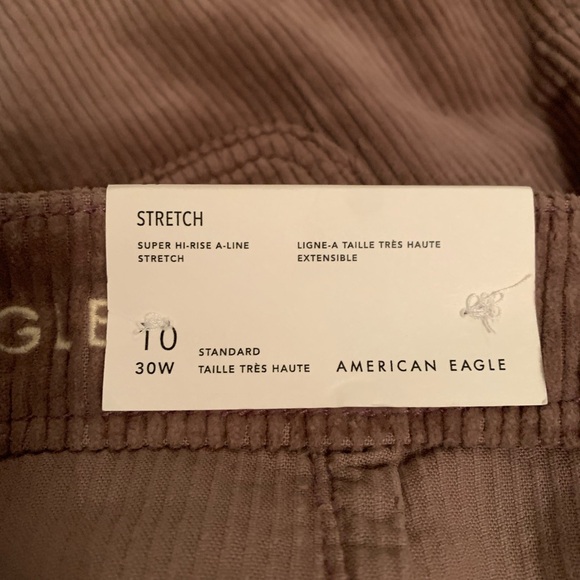 STRETCH
SUPER HI-RISE A-LINE
STRETCH
LIGNE-A TAILLE TRÈS HAUTE
EXTENSIBLE
GLE
10
30W
STANDARD
TAILLE TRÈS HAUTE
AMERICAN EAGLE